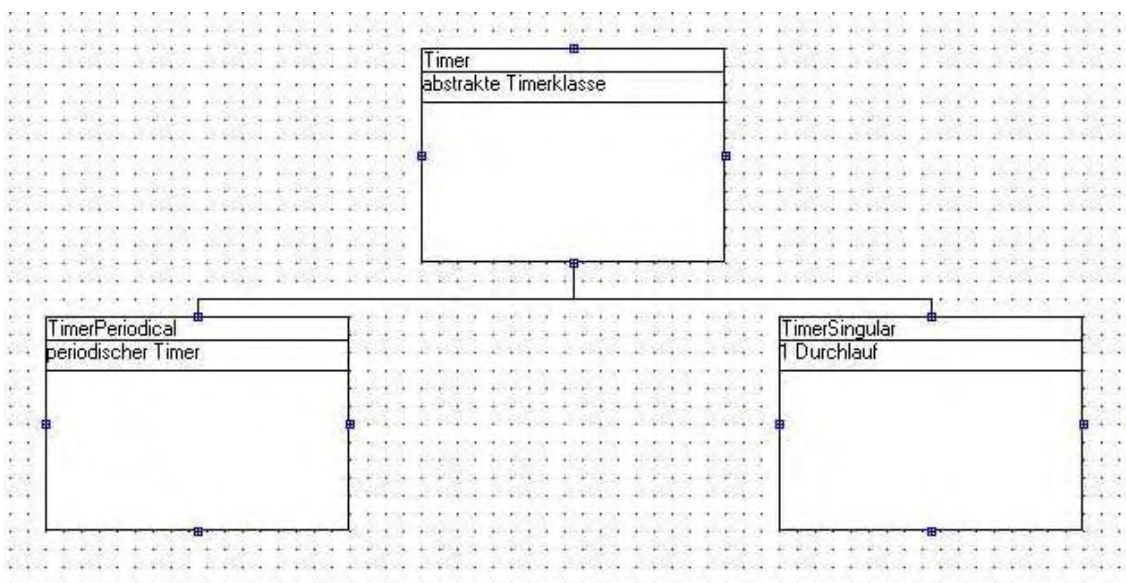 Timer
abstrakte Timerklasse
TimerPeriodical
periodischer Timer
TimerSingular
1 Durchlauf